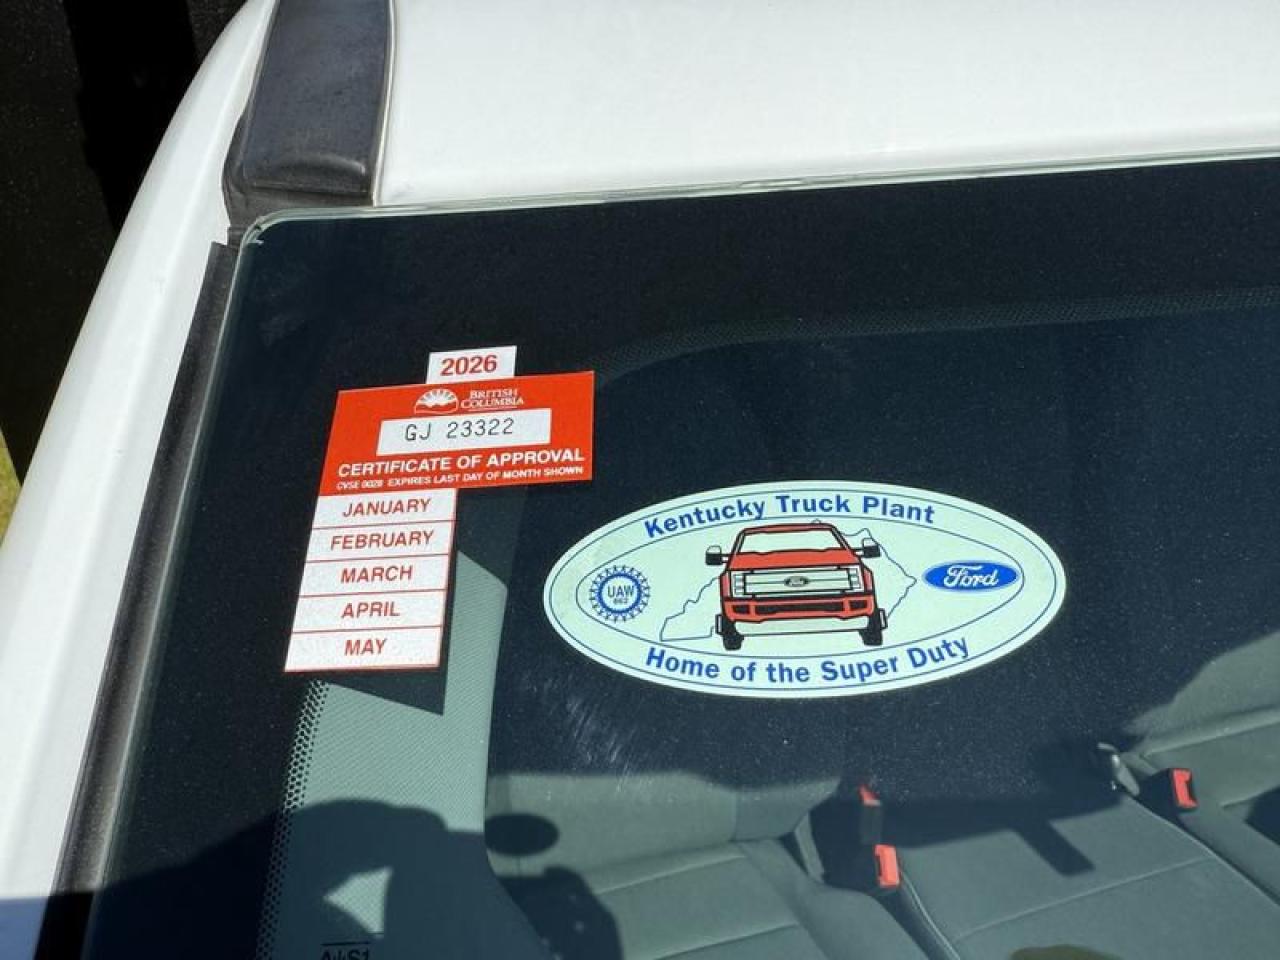 2026
BRITISH
COLUMBIA
GJ 23322
CERTIFICATE OF APPROVAL
CVSE 0028 EXPIRES LAST DAY OF MONTH SHOWN
JANUARY
FEBRUARY
MARCH
APRIL
MAY
Kentucky Truck Plant
UAW
862
Ford
Home of the Super Duty